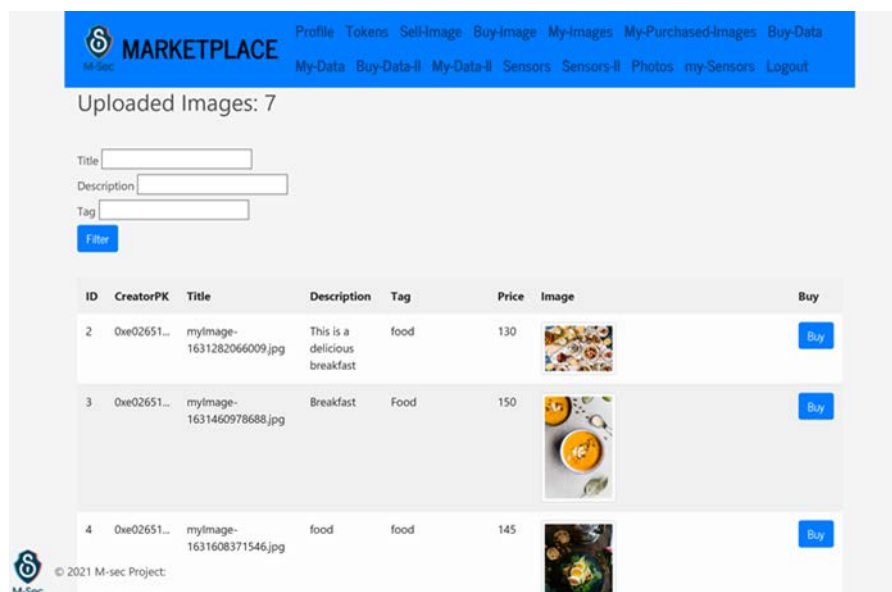 M-Sec
MARKETPLACE
Profile Tokens Sell-Image Buy-Image My-Images My-Purchased-Images Buy-Data
My-Data Buy-Data-II My-Data-II Sensors Sensors-II Photos my-Sensors Logout
Uploaded Images: 7
Title
Description
Tag
Filter
ID CreatorPK Title Description Tag Price Image Buy
2 0xe02651... myImage- This is a food 130 Buy
1631282066009.jpg delicious
breakfast
3 0xe02651... myImage- Breakfast Food 150 Buy
1631460978688.jpg
4 0xe02651... myImage- food food 145 Buy
1631608371546.jpg
© 2021 M-sec Project:
M-Sec